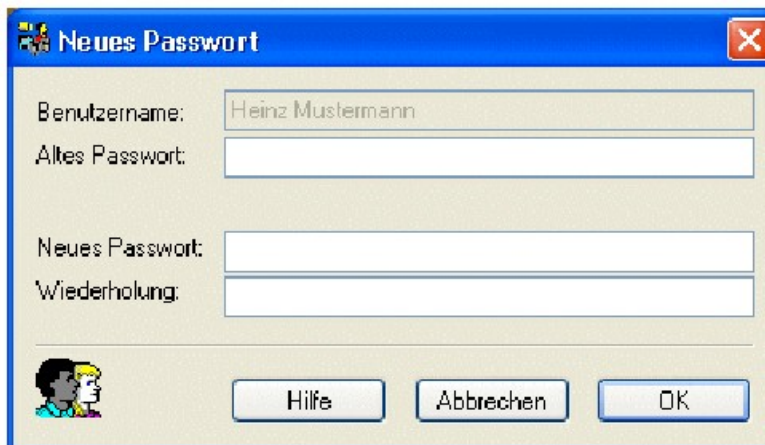 Neues Passwort
Benutzername: Heinz Mustermann
Altes Passwort:
Neues Passwort:
Wiederholung:
Hilfe Abbrechen OK